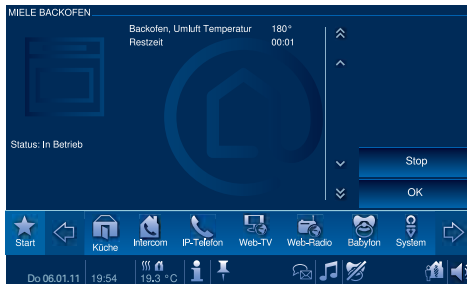 MIELE BACKOFEN
Backofen, Umluft Temperatur 180°
Restzeit 00:01
Status: In Betrieb
Stop
OK
Start Küche Intercom IP-Telefon Web-TV Web-Radio Babyfon System
Do 06.01.11 19:54 19.3 °C